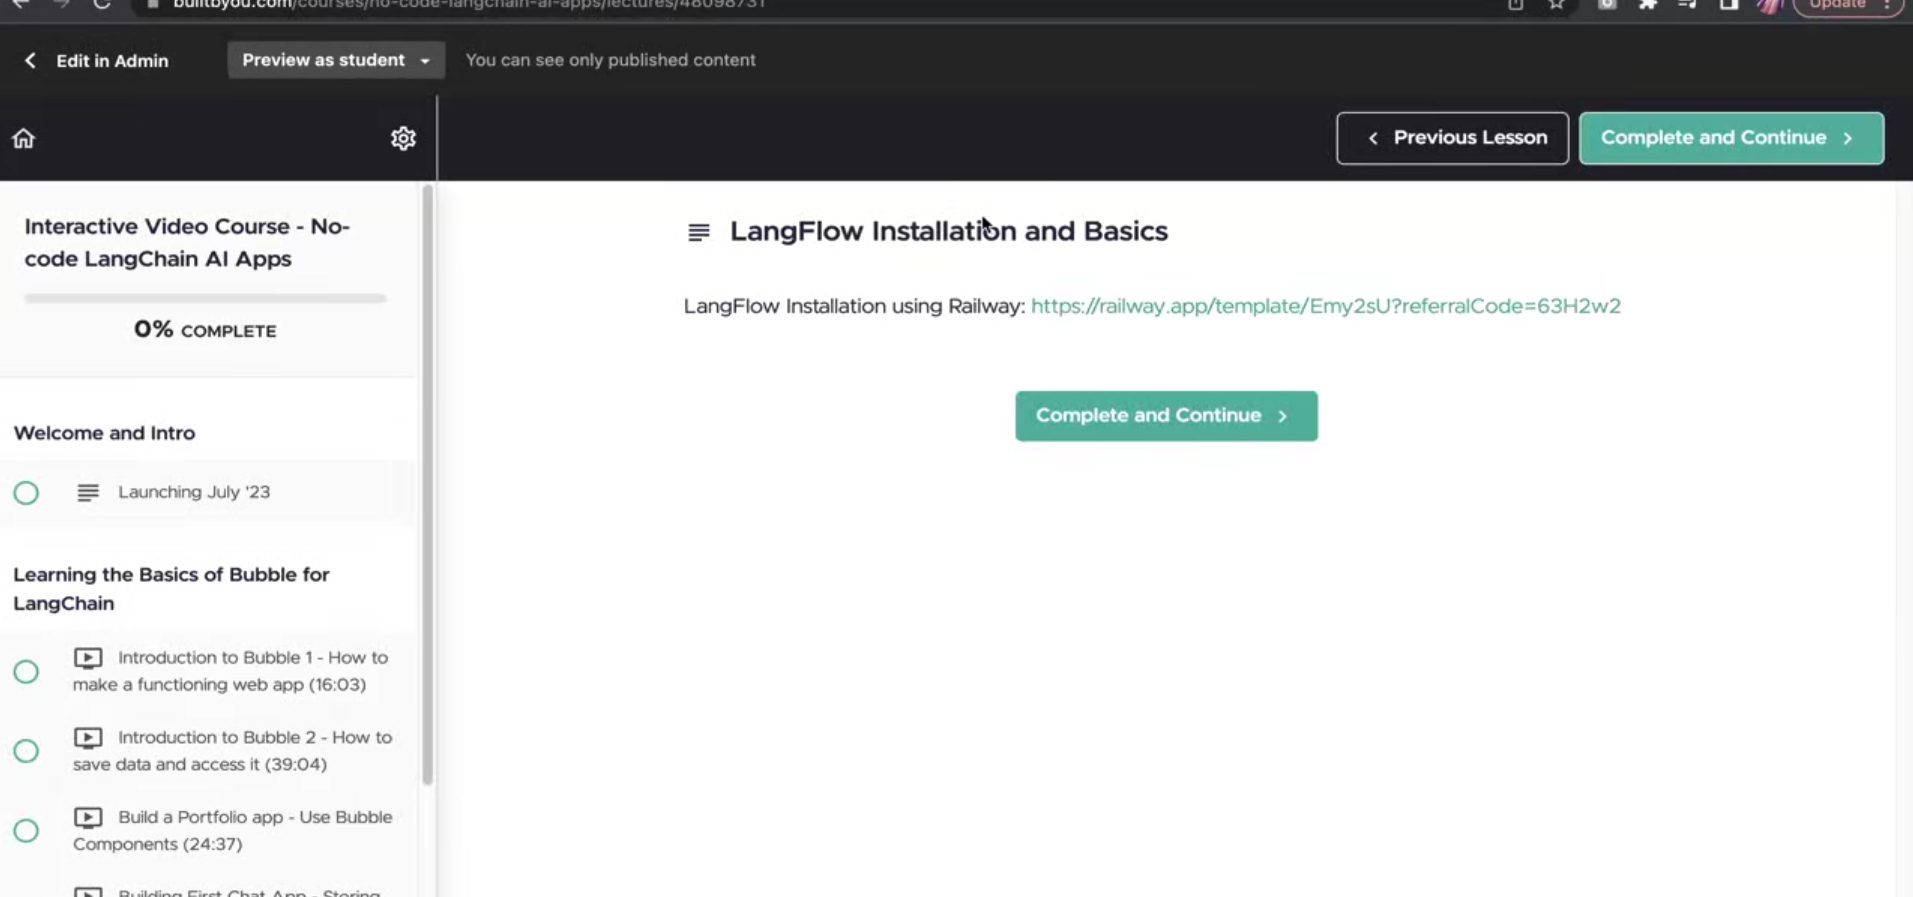 builtbyou.com/courses/no-code-langchain-ai-apps/lectures/48098731
Update
Edit in Admin
Preview as student
You can see only published content
Previous Lesson
Complete and Continue
Interactive Video Course - No-
code LangChain AI Apps
0% COMPLETE
Welcome and Intro
Launching July '23
Learning the Basics of Bubble for
LangChain
Introduction to Bubble 1 - How to
make a functioning web app (16:03)
Introduction to Bubble 2 - How to
save data and access it (39:04)
Build a Portfolio app - Use Bubble
Components (24:37)
Building First Chat App - Storing
LangFlow Installation and Basics
LangFlow Installation using Railway: https://railway.app/template/Emy2sU?referralCode=63H2w2
Complete and Continue